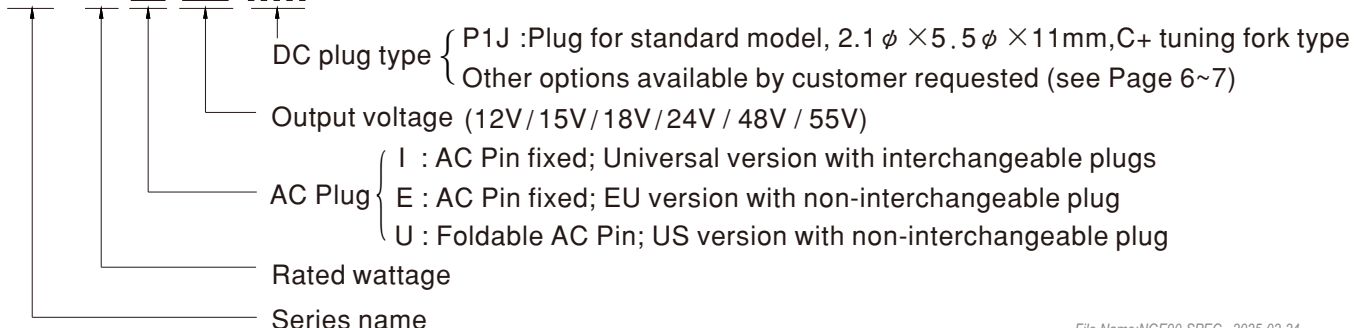 DC plug type { P1J :Plug for standard model, 2.1φ×5.5φ×11mm,C+ tuning fork type
Other options available by customer requested (see Page 6~7)
Output voltage (12V/15V/18V/24V / 48V / 55V)
I : AC Pin fixed; Universal version with interchangeable plugs
AC Plug { E : AC Pin fixed; EU version with non-interchangeable plug
U : Foldable AC Pin; US version with non-interchangeable plug
Rated wattage
Series name